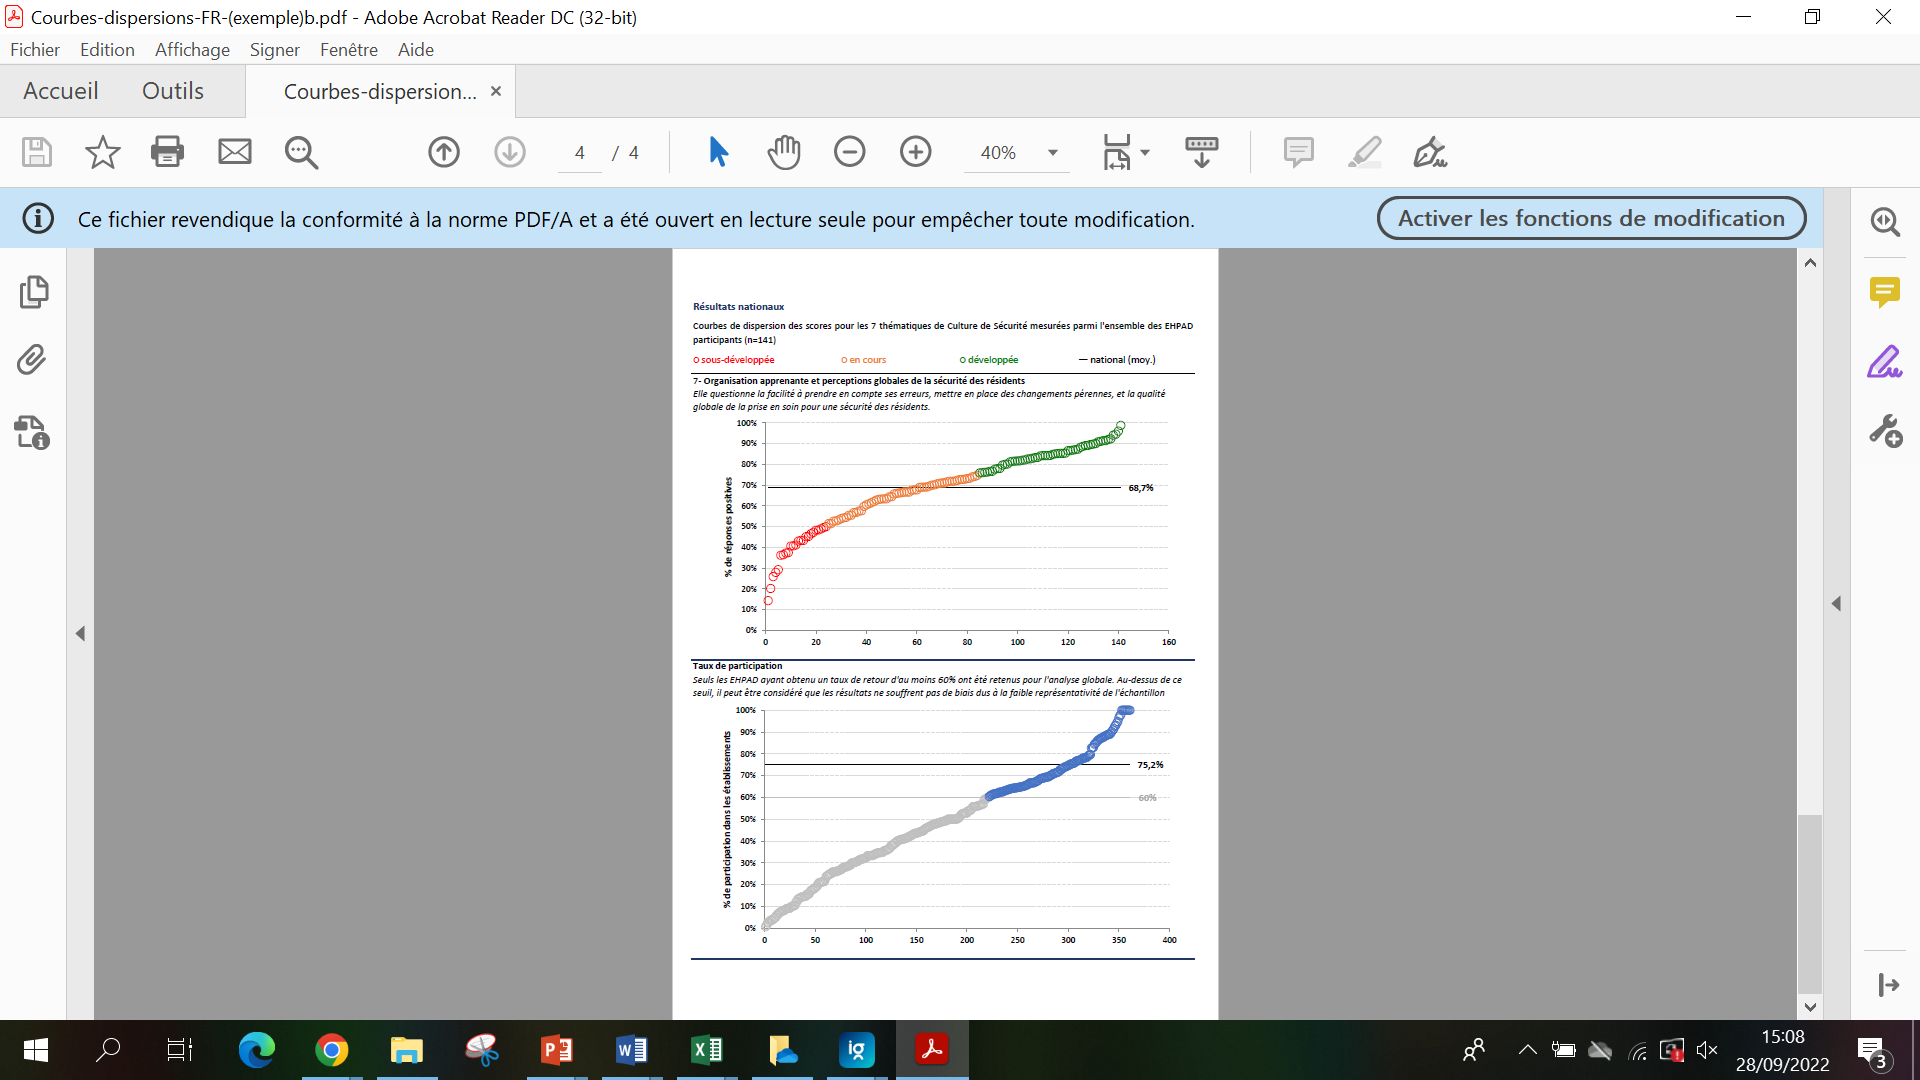 Courbes-dispersions-FR-(exemple)b.pdf - Adobe Acrobat Reader DC (32-bit)
Fichier Edition Affichage Signer Fenêtre Aide
Accueil Outils Courbes-dispersion... ×
4 / 4 40%
Ce fichier revendique la conformité à la norme PDF/A et a été ouvert en lecture seule pour empêcher toute modification. Activer les fonctions de modification
Résultats nationaux
Courbes de dispersion des scores pour les 7 thématiques de Culture de Sécurité mesurées parmi l'ensemble des EHPAD
participants (n=141)
O sous-développée O en cours O développée — national (moy.)
7- Organisation apprenante et perceptions globales de la sécurité des résidents
Elle questionne la facilité à prendre en compte ses erreurs, mettre en place des changements pérennes, et la qualité
globale de la prise en soin pour une sécurité des résidents.
% de réponses positives
100%
90%
80%
70%
60%
50%
40%
30%
20%
10%
0%
68,7%
0 20 40 60 80 100 120 140 160
Taux de participation
Seuls les EHPAD ayant obtenu un taux de retour d'au moins 60% ont été retenus pour l'analyse globale. Au-dessus de ce
seuil, il peut être considéré que les résultats ne souffrent pas de biais dus à la faible représentativité de l'échantillon
% de participation dans les établissements
100%
90%
80%
70%
60%
50%
40%
30%
20%
10%
0%
75,2%
60%
0 50 100 150 200 250 300 350 400
15:08
28/09/2022
3